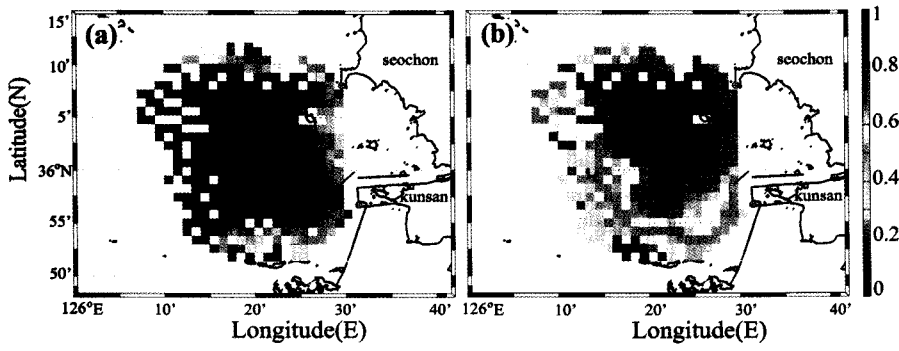 (a)
seochon
kunsan
15'
10'
5'
36°N
55'
50'
Latitude(N)
126°E
10'
20'
30'
40'
Longitude(E)
(b)
seochon
kunsan
126°E
10'
20'
30'
40'
Longitude(E)
1
0.8
0.6
0.4
0.2
0